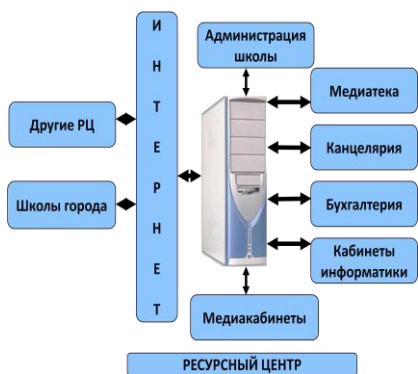 Администрация
школы
И
Н
Т
Е
Р
Н
Е
Т
Другие РЦ
Школы города
Медиатека
Канцелярия
Бухгалтерия
Кабинеты
информатики
Медиакабинеты
РЕСУРСНЫЙ ЦЕНТР